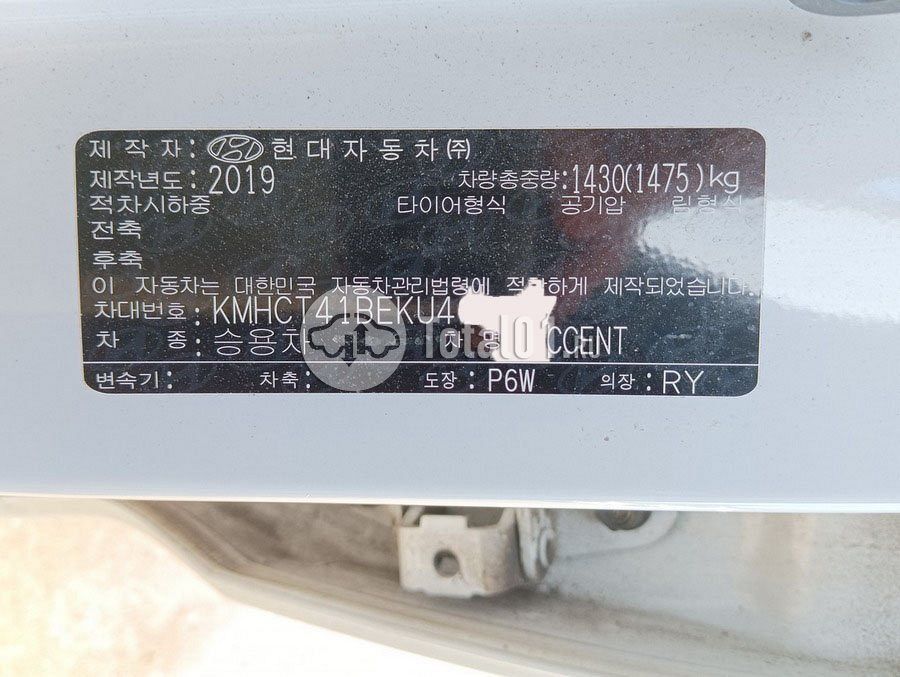 제작자: 현대자동차㈜
제작년도: 2019 차량총중량: 1430(1475)kg
적차시하중 타이어형식 공기압 림형식
전축
후축
이 자동차는 대한민국 자동차관리법령에 적합하게 제작되었습니다.
차대번호: KMHCT41BEKU4
차 종: 승용차 차 명 CCENT
변속기: 차축: 도장: P6W 의장: RY
Total01